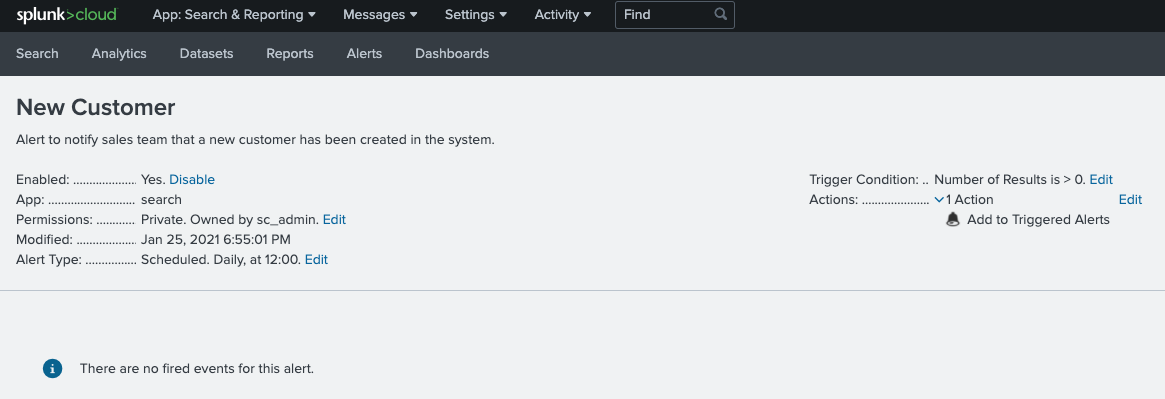 splunk>cloud App: Search & Reporting Messages Settings Activity Find
Search Analytics Datasets Reports Alerts Dashboards
New Customer
Alert to notify sales team that a new customer has been created in the system.
Enabled: ................... Yes. Disable
App: .......................... search
Permissions: ............ Private. Owned by sc_admin. Edit
Modified: .................. Jan 25, 2021 6:55:01 PM
Alert Type: ................ Scheduled. Daily, at 12:00. Edit
Trigger Condition: .. Number of Results is > 0. Edit
Actions: .................... 1 Action Edit
Add to Triggered Alerts
There are no fired events for this alert.